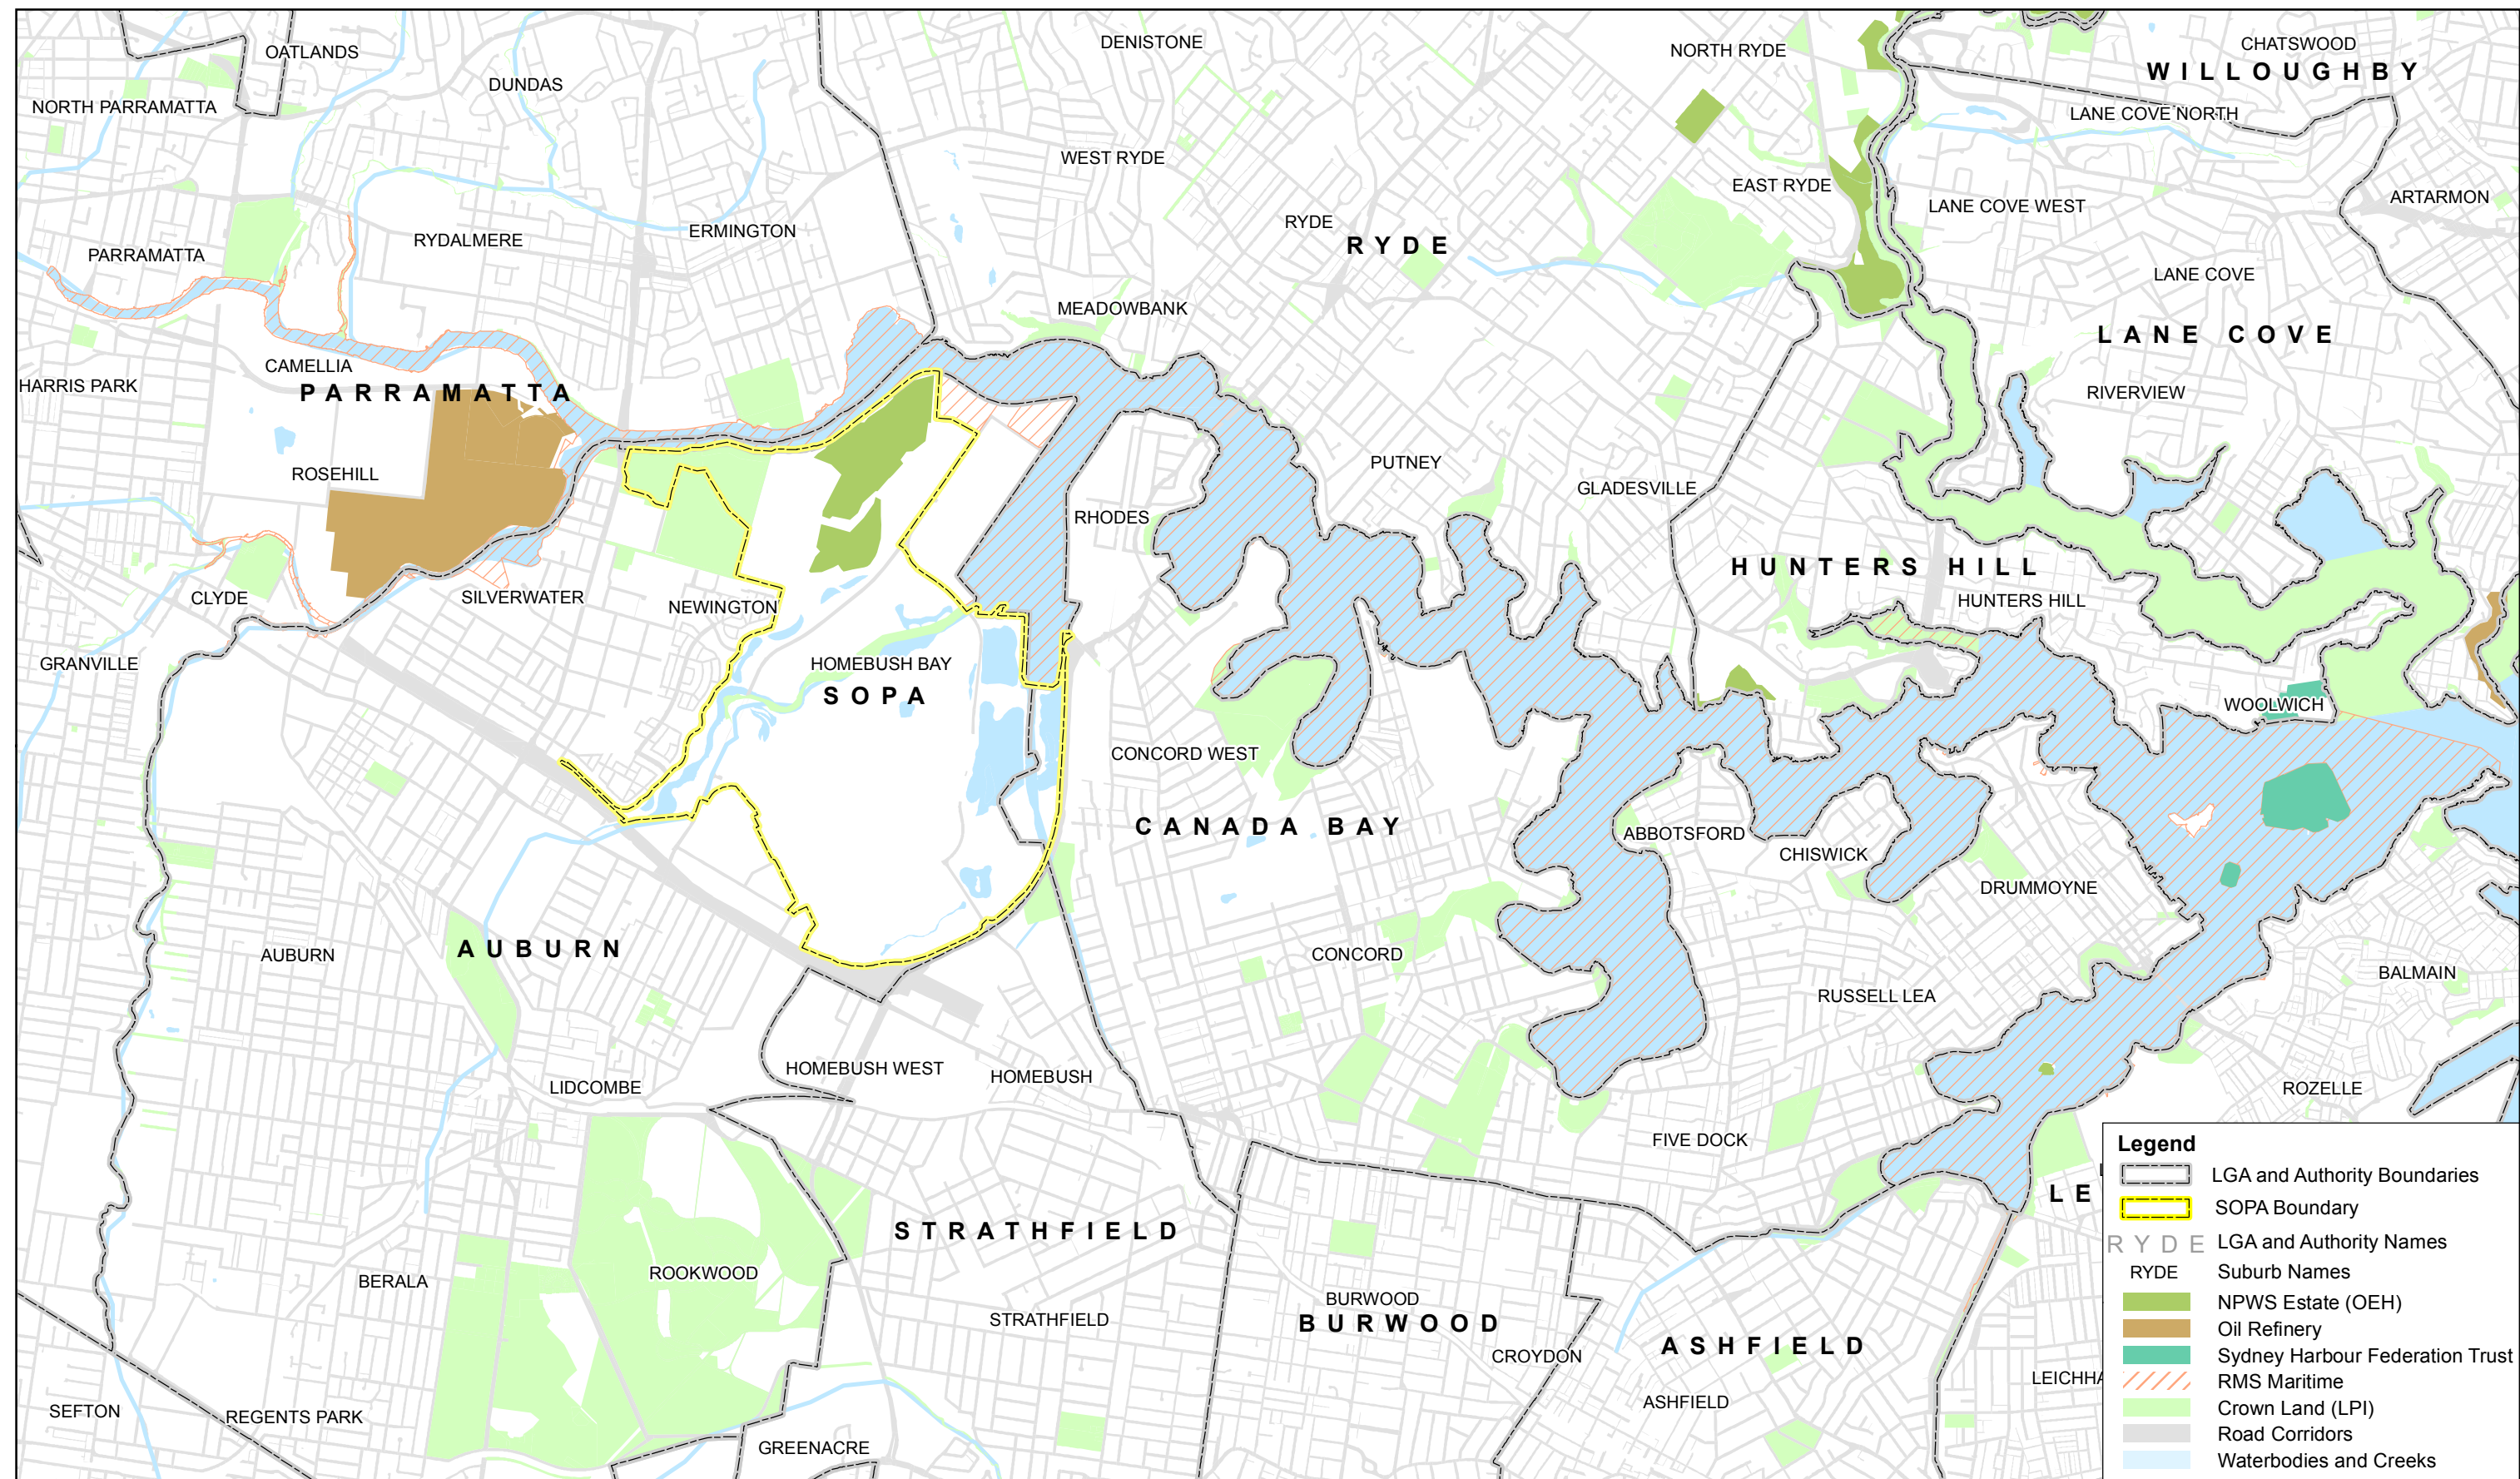 OATLANDS
DENISTONE
NORTH RYDE
CHATSWOOD
WILLOUGHBY
DUNDAS
NORTH PARRAMATTA
LANE COVE NORTH
WEST RYDE
EAST RYDE
ARTARMON
LANE COVE WEST
RYDE
ERMINGTON
RYDALMERE
RYDE
PARRAMATTA
LANE COVE
MEADOWBANK
LANE COVE
CAMELLIA
HARRIS PARK
PARRAMATTA
RIVERVIEW
PUTNEY
ROSEHILL
GLADESVILLE
RHODES
HUNTERS HILL
CLYDE
SILVERWATER
NEWINGTON
HUNTERS HILL
GRANVILLE
HOMEBUSH BAY
SOPA
WOOLWICH
CONCORD WEST
CANADA BAY
ABBOTSFORD
CHISWICK
DRUMMOYNE
AUBURN
AUBURN
CONCORD
BALMAIN
RUSSELL LEA
HOMEBUSH WEST
HOMEBUSH
LIDCOMBE
ROZELLE
FIVE DOCK
STRATHFIELD
ROOKWOOD
BERALA
STRATHFIELD
BURWOOD
BURWOOD
ASHFIELD
CROYDON
ASHFIELD
SEFTON
REGENTS PARK
GREENACRE
LE
LEICHHA
Legend
LGA and Authority Boundaries
SOPA Boundary
RYDE LGA and Authority Names
RYDE Suburb Names
NPWS Estate (OEH)
Oil Refinery
Sydney Harbour Federation Trust
RMS Maritime
Crown Land (LPI)
Road Corridors
Waterbodies and Creeks